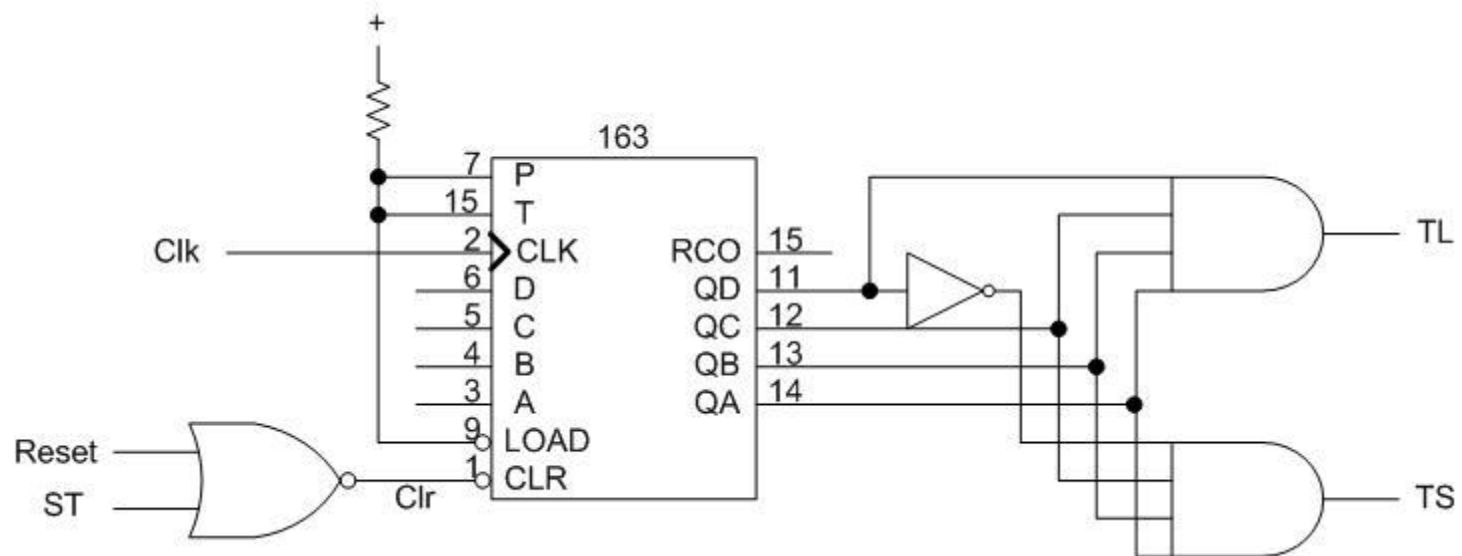 +
163
7 P
15 T
Clk 2 CLK RCO 15
6 D QD 11
5 C QC 12
4 B QB 13
3 A QA 14
9 LOAD
1 CLR
Reset
ST
Clr
TL
TS